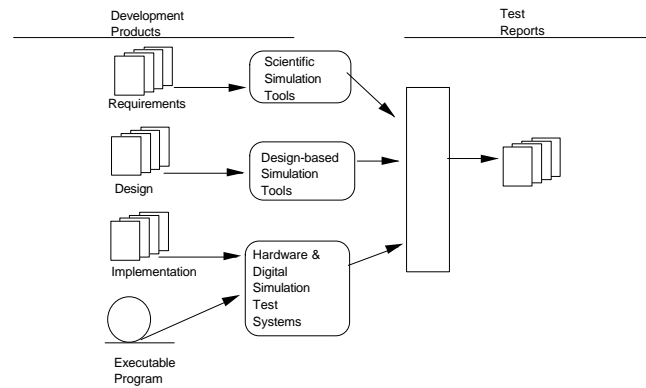 Development
Products
Test
Reports
Scientific
Simulation
Tools
Requirements
Design-based
Simulation
Tools
Design
Hardware &
Digital
Simulation
Test
Systems
Implementation
Executable
Program